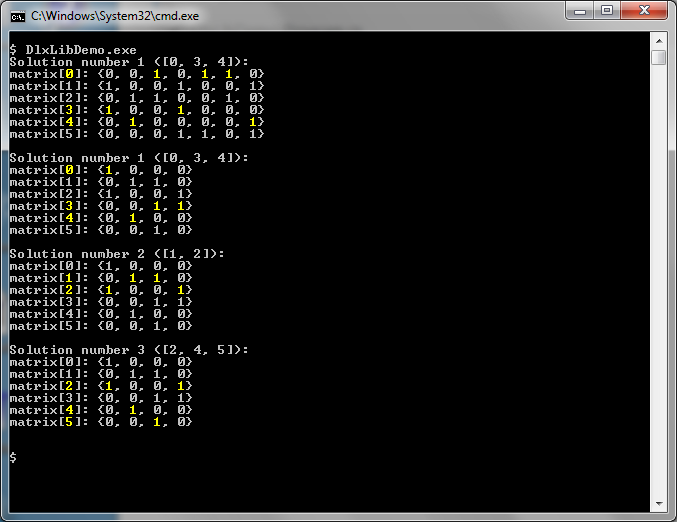 C:\Windows\System32\cmd.exe
$ DlxLibDemo.exe
Solution number 1 ([0, 3, 4]):
matrix[0]: {0, 0, 1, 0, 1, 1, 0}
matrix[1]: {1, 0, 0, 1, 0, 0, 1}
matrix[2]: {0, 1, 1, 0, 0, 1, 0}
matrix[3]: {1, 0, 0, 1, 0, 0, 0}
matrix[4]: {0, 1, 0, 0, 0, 0, 1}
matrix[5]: {0, 0, 0, 1, 1, 0, 1}
Solution number 1 ([0, 3, 4]):
matrix[0]: {1, 0, 0, 0}
matrix[1]: {0, 1, 1, 0}
matrix[2]: {1, 0, 0, 1}
matrix[3]: {0, 0, 1, 1}
matrix[4]: {0, 1, 0, 0}
matrix[5]: {0, 0, 1, 0}
Solution number 2 ([1, 2]):
matrix[0]: {1, 0, 0, 0}
matrix[1]: {0, 1, 1, 0}
matrix[2]: {1, 0, 0, 1}
matrix[3]: {0, 0, 1, 1}
matrix[4]: {0, 1, 0, 0}
matrix[5]: {0, 0, 1, 0}
Solution number 3 ([2, 4, 5]):
matrix[0]: {1, 0, 0, 0}
matrix[1]: {0, 1, 1, 0}
matrix[2]: {1, 0, 0, 1}
matrix[3]: {0, 0, 1, 1}
matrix[4]: {0, 1, 0, 0}
matrix[5]: {0, 0, 1, 0}
$